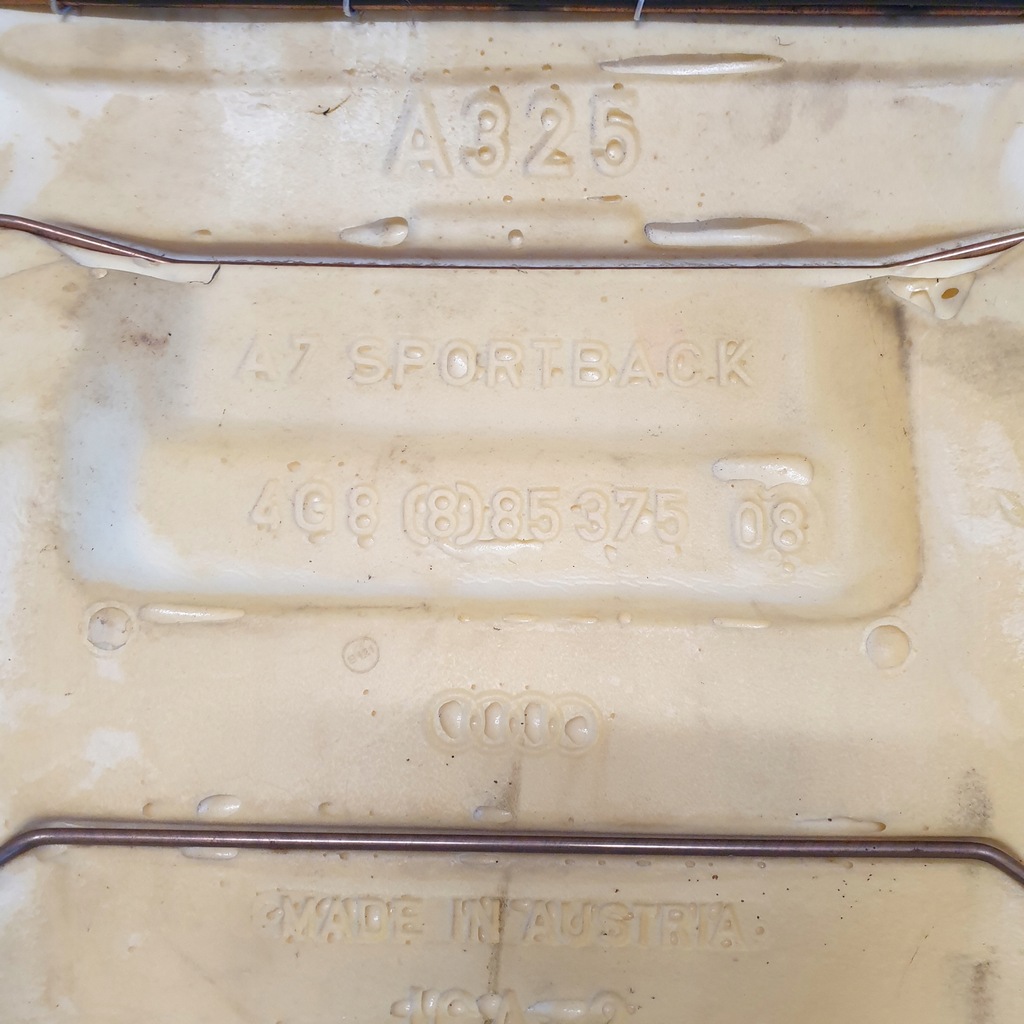 A325
A7 SPORTBACK
4G8 (8)85 375 08
MADE IN AUSTRIA